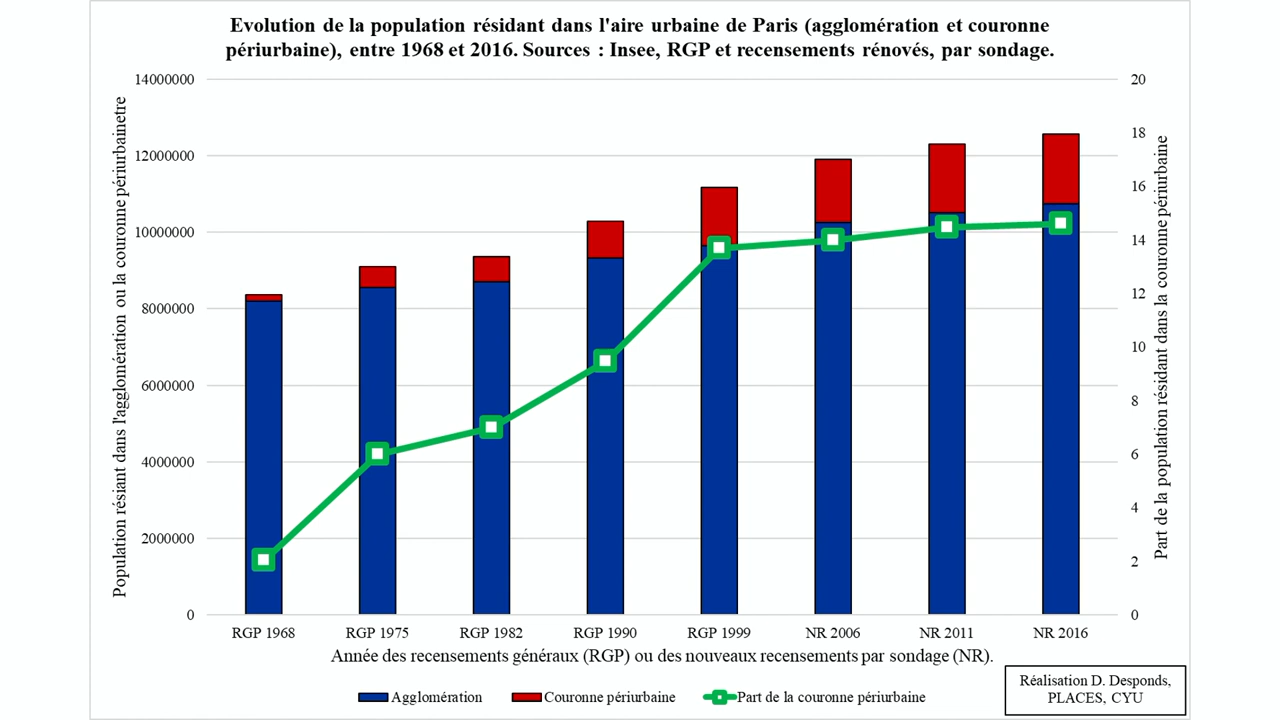 Evolution de la population résidant dans l'aire urbaine de Paris (agglomération et couronne
périurbaine), entre 1968 et 2016. Sources : Insee, RGP et recensements rénovés, par sondage.
Population résiant dans l'agglomération ou la couronne périurbainetre
14000000
12000000
10000000
8000000
6000000
4000000
2000000
0
20
18
16
14
12
10
8
6
4
2
0
Part de la population résidant dans la couronne périurbaine
RGP 1968 RGP 1975 RGP 1982 RGP 1990 RGP 1999 NR 2006 NR 2011 NR 2016
Année des recensements généraux (RGP) ou des nouveaux recensements par sondage (NR).
Agglomération Couronne périurbaine Part de la couronne périurbaine
Réalisation D. Desponds,
PLACES, CYU